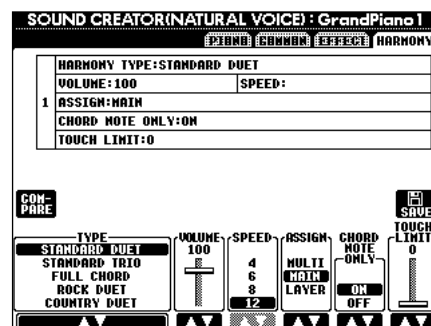 SOUND CREATOR(NATURAL VOICE) : GrandPiano1
PIANO COMMON EFFECT HARMONY
HARMONY TYPE:STANDARD DUET
VOLUME:100 SPEED:
1 ASSIGN:MAIN
CHORD NOTE ONLY:ON
TOUCH LIMIT:0
COM-
PARE
SAVE
TYPE
STANDARD DUET
STANDARD TRIO
FULL CHORD
ROCK DUET
COUNTRY DUET
VOLUME
100
SPEED
4
6
8
12
ASSIGN
MULTI
MAIN
LAYER
CHORD
NOTE
ONLY
ON
OFF
TOUCH
LIMIT
0